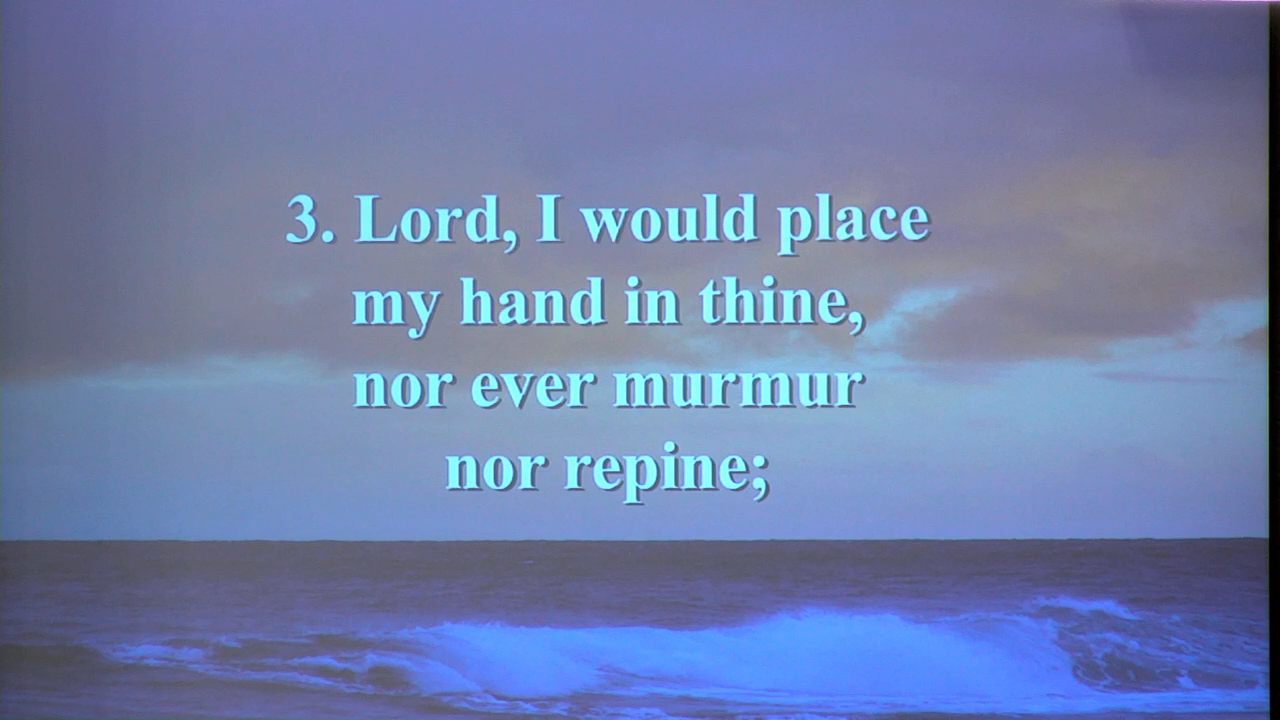 3. Lord, I would place
my hand in thine,
nor ever murmur
nor repine;